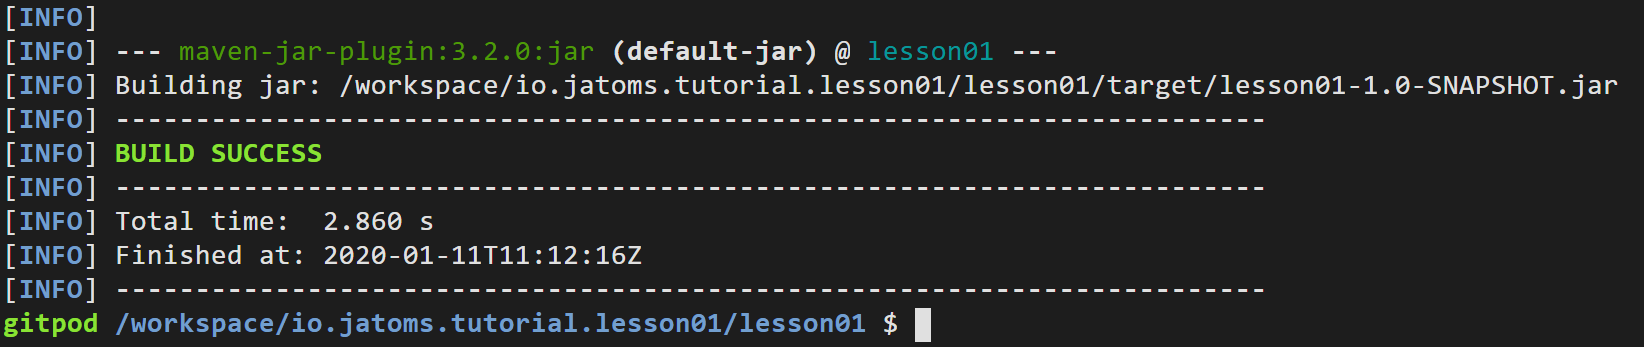 [INFO]
[INFO] --- maven-jar-plugin:3.2.0:jar (default-jar) @ lesson01 ---
[INFO] Building jar: /workspace/io.jatoms.tutorial.lesson01/lesson01/target/lesson01-1.0-SNAPSHOT.jar
[INFO] ------------------------------------------------------------------------
[INFO] BUILD SUCCESS
[INFO] ------------------------------------------------------------------------
[INFO] Total time:  2.860 s
[INFO] Finished at: 2020-01-11T11:12:16Z
[INFO] ------------------------------------------------------------------------
gitpod /workspace/io.jatoms.tutorial.lesson01/lesson01 $